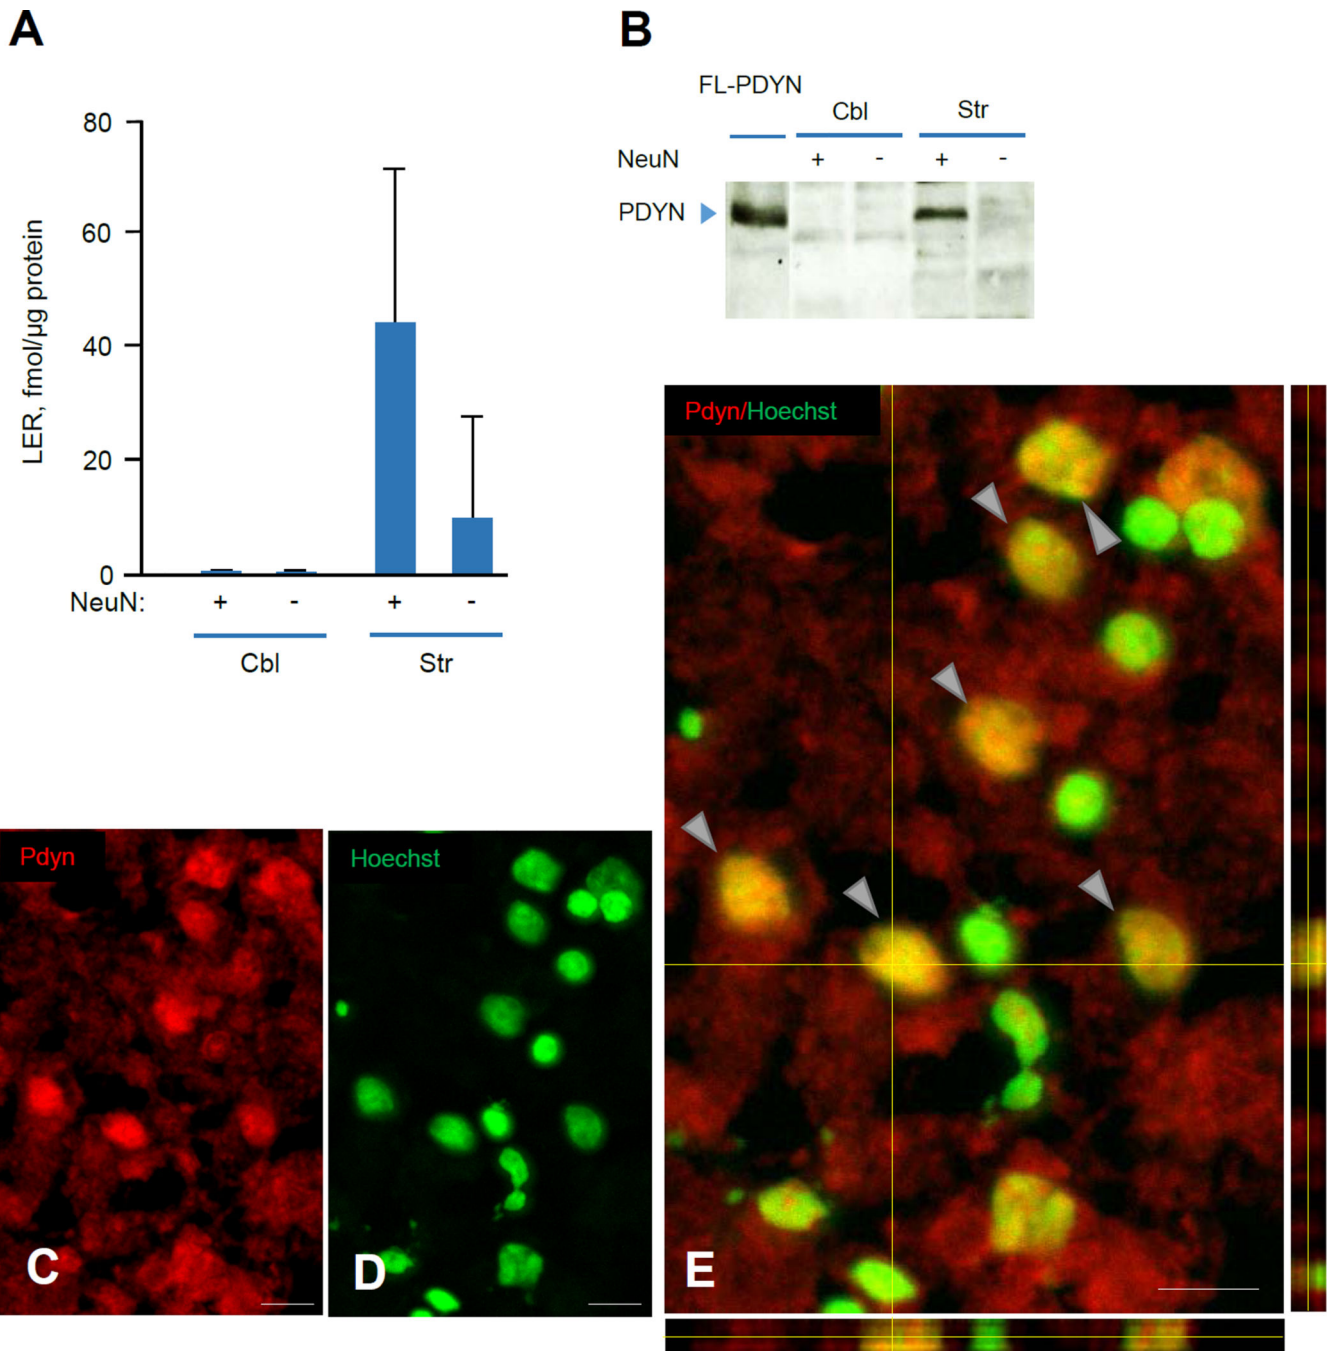 A
80
60
40
20
0
LER, fmol/µg protein
NeuN: + - + -
Cbl Str
B
FL-PDYN Cbl Str
NeuN + - + -
PDYN
Pdyn
C
Hoechst
D
Pdyn/Hoechst
E